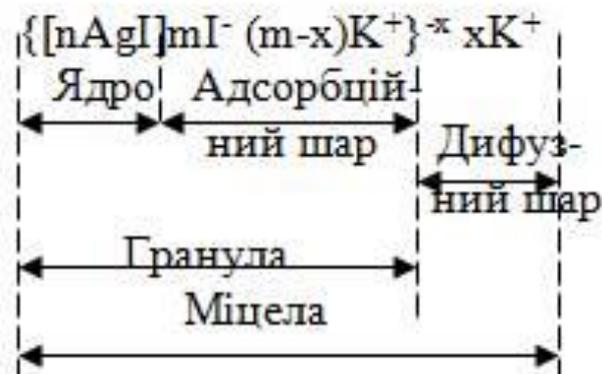 {[nAgI]mI⁻ (m-x)K⁺}⁻ˣ xK⁺
Ядро Адсорбцій-
ний шар Дифуз-
ний шар
Гранула
Міцела